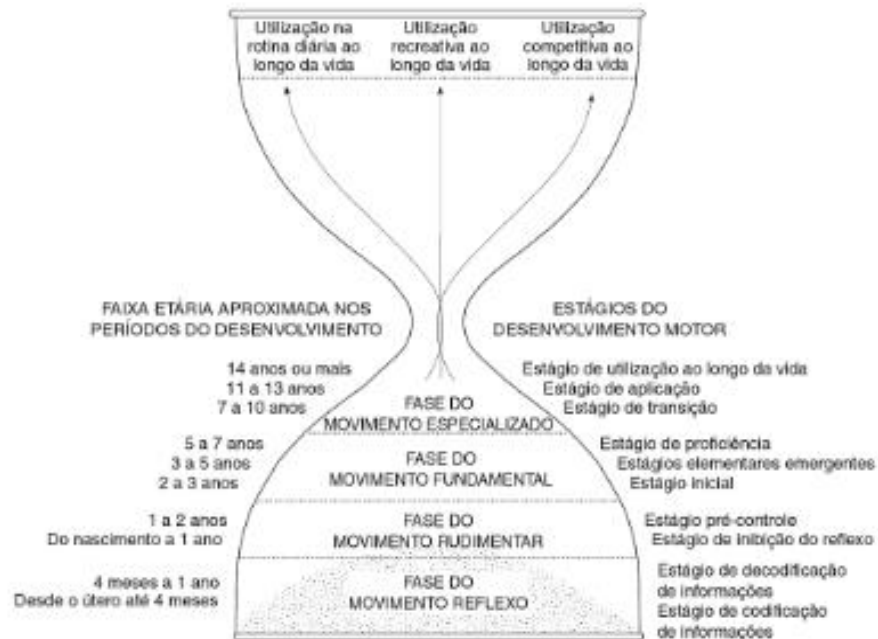 Utilização na
rotina diária ao
longo da vida
Utilização
recreativa ao
longo da vida
Utilização
competitiva ao
longo da vida
FAIXA ETÁRIA APROXIMADA NOS
PERÍODOS DO DESENVOLVIMENTO
ESTÁGIOS DO
DESENVOLVIMENTO MOTOR
14 anos ou mais
11 a 13 anos
7 a 10 anos
FASE DO
MOVIMENTO ESPECIALIZADO
Estágio de utilização ao longo da vida
Estágio de aplicação
Estágio de transição
5 a 7 anos
3 a 5 anos
2 a 3 anos
FASE DO
MOVIMENTO FUNDAMENTAL
Estágio de proficiência
Estágios elementares emergentes
Estágio inicial
1 a 2 anos
Do nascimento a 1 ano
FASE DO
MOVIMENTO RUDIMENTAR
Estágio pré-controle
Estágio de inibição do reflexo
4 meses a 1 ano
Desde o útero até 4 meses
FASE DO
MOVIMENTO REFLEXO
Estágio de decodificação
de informações
Estágio de codificação
de informações